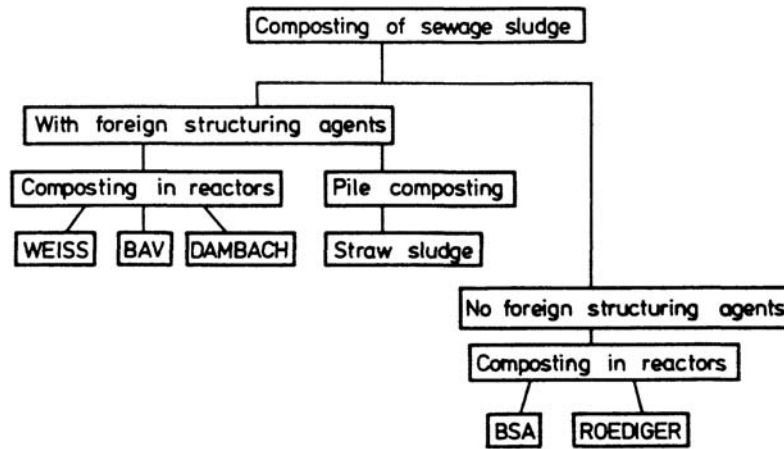 Composting of sewage sludge
With foreign structuring agents
Composting in reactors
Pile composting
WEISS
BAV
DAMBACH
Straw sludge
No foreign structuring agents
Composting in reactors
BSA
ROEDIGER